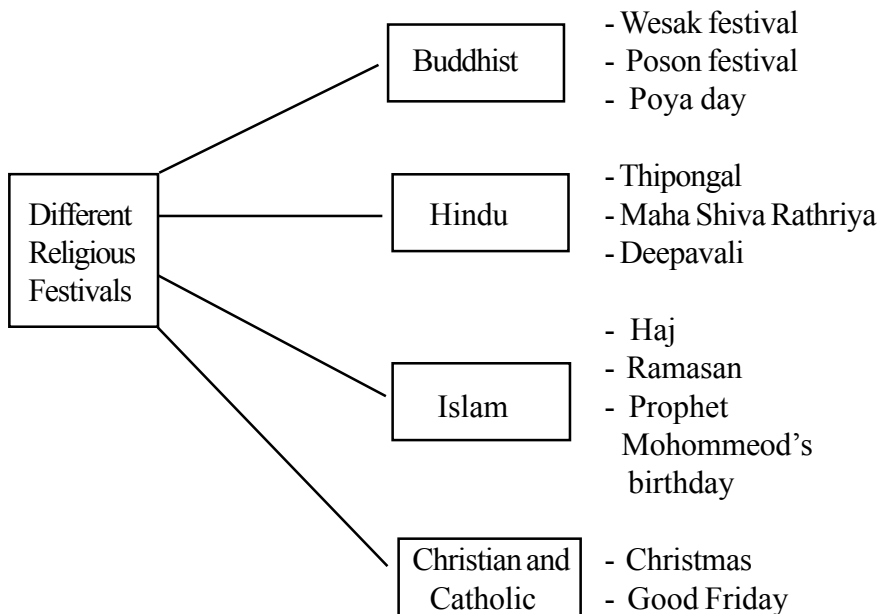 Different
Religious
Festivals
Buddhist
- Wesak festival
- Poson festival
- Poya day
Hindu
- Thipongal
- Maha Shiva Rathriya
- Deepavali
Islam
- Haj
- Ramasan
- Prophet
Mohommeod's
birthday
Christian and
Catholic
- Christmas
- Good Friday